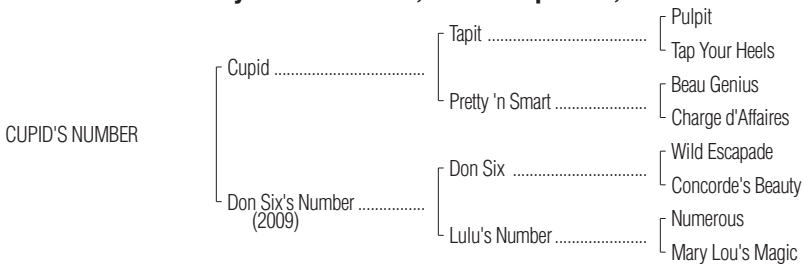 Pulpit
Tapit ...............................
Tap Your Heels
Cupid ....................................
Beau Genius
Pretty 'n Smart ......................
Charge d'Affaires
CUPID'S NUMBER
Wild Escapade
Don Six ..........................
Concorde's Beauty
Don Six's Number ................
(2009)
Numerous
Lulu's Number ......................
Mary Lou's Magic